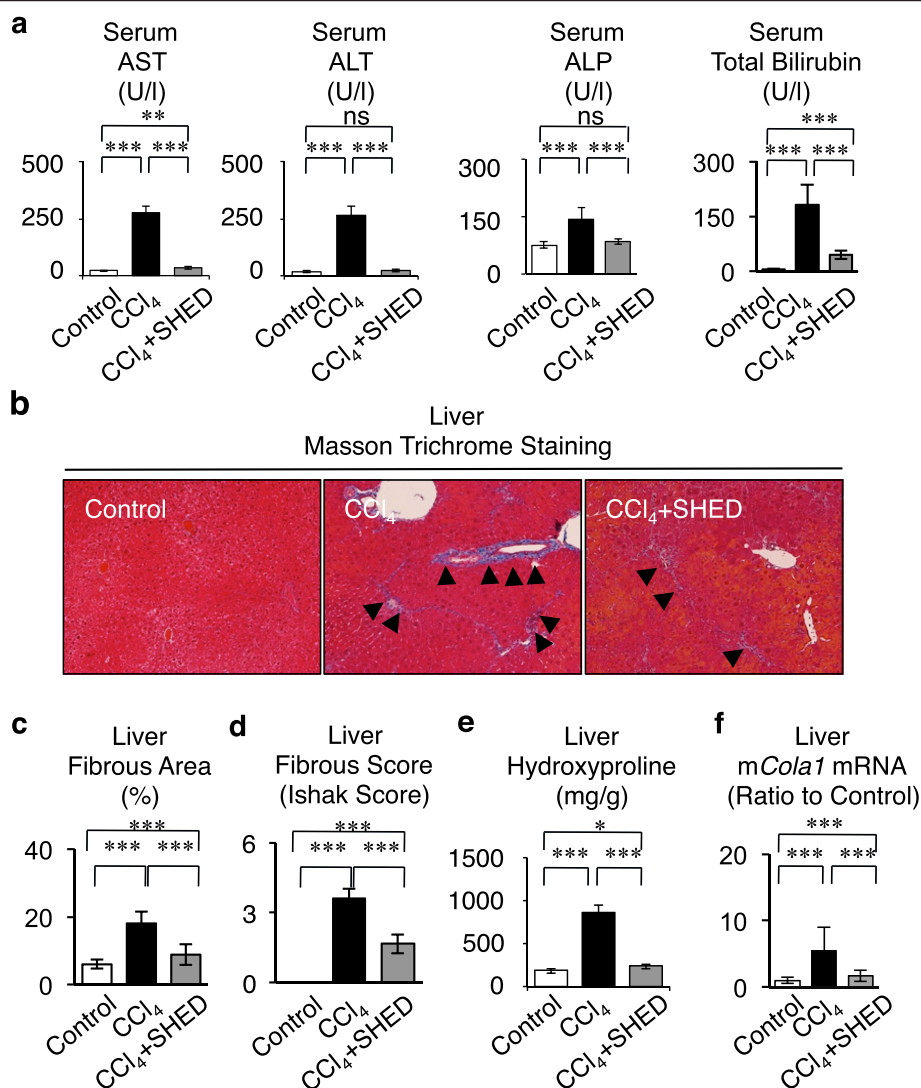 a
Serum
AST
(U/l)
**
*** ***
500
250
0
Control
CCl4
CCl4+SHED
Serum
ALT
(U/l)
ns
*** ***
500
250
0
Control
CCl4
CCl4+SHED
Serum
ALP
(U/l)
ns
*** ***
300
150
0
Control
CCl4
CCl4+SHED
Serum
Total Bilirubin
(U/l)
***
*** ***
300
150
0
Control
CCl4
CCl4+SHED
b
Liver
Masson Trichrome Staining
Control
CCl4
CCl4+SHED
c
Liver
Fibrous Area
(%)
***
*** ***
40
20
0
Control
CCl4
CCl4+SHED
d
Liver
Fibrous Score
(Ishak Score)
***
*** ***
6
3
0
Control
CCl4
CCl4+SHED
e
Liver
Hydroxyproline
(mg/g)
*
*** ***
1500
1000
500
0
Control
CCl4
CCl4+SHED
f
Liver
mCola1 mRNA
(Ratio to Control)
***
*** ***
20
10
0
Control
CCl4
CCl4+SHED